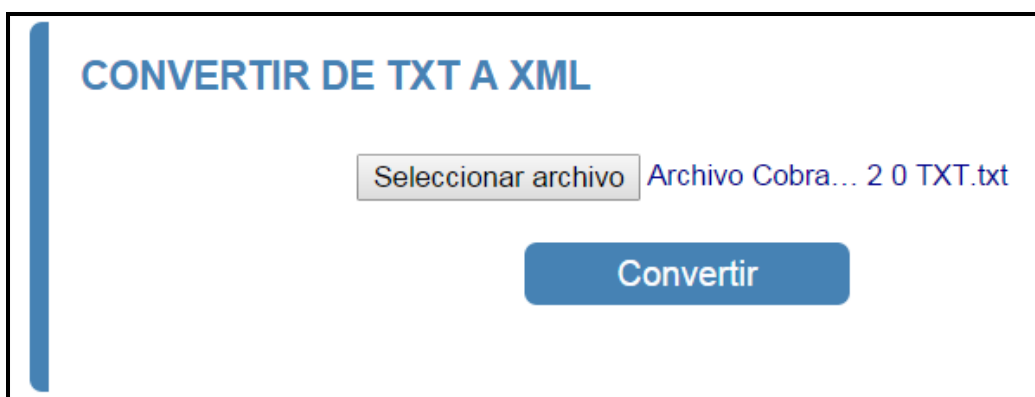 CONVERTIR DE TXT A XML
Seleccionar archivo Archivo Cobra... 2 0 TXT.txt
Convertir